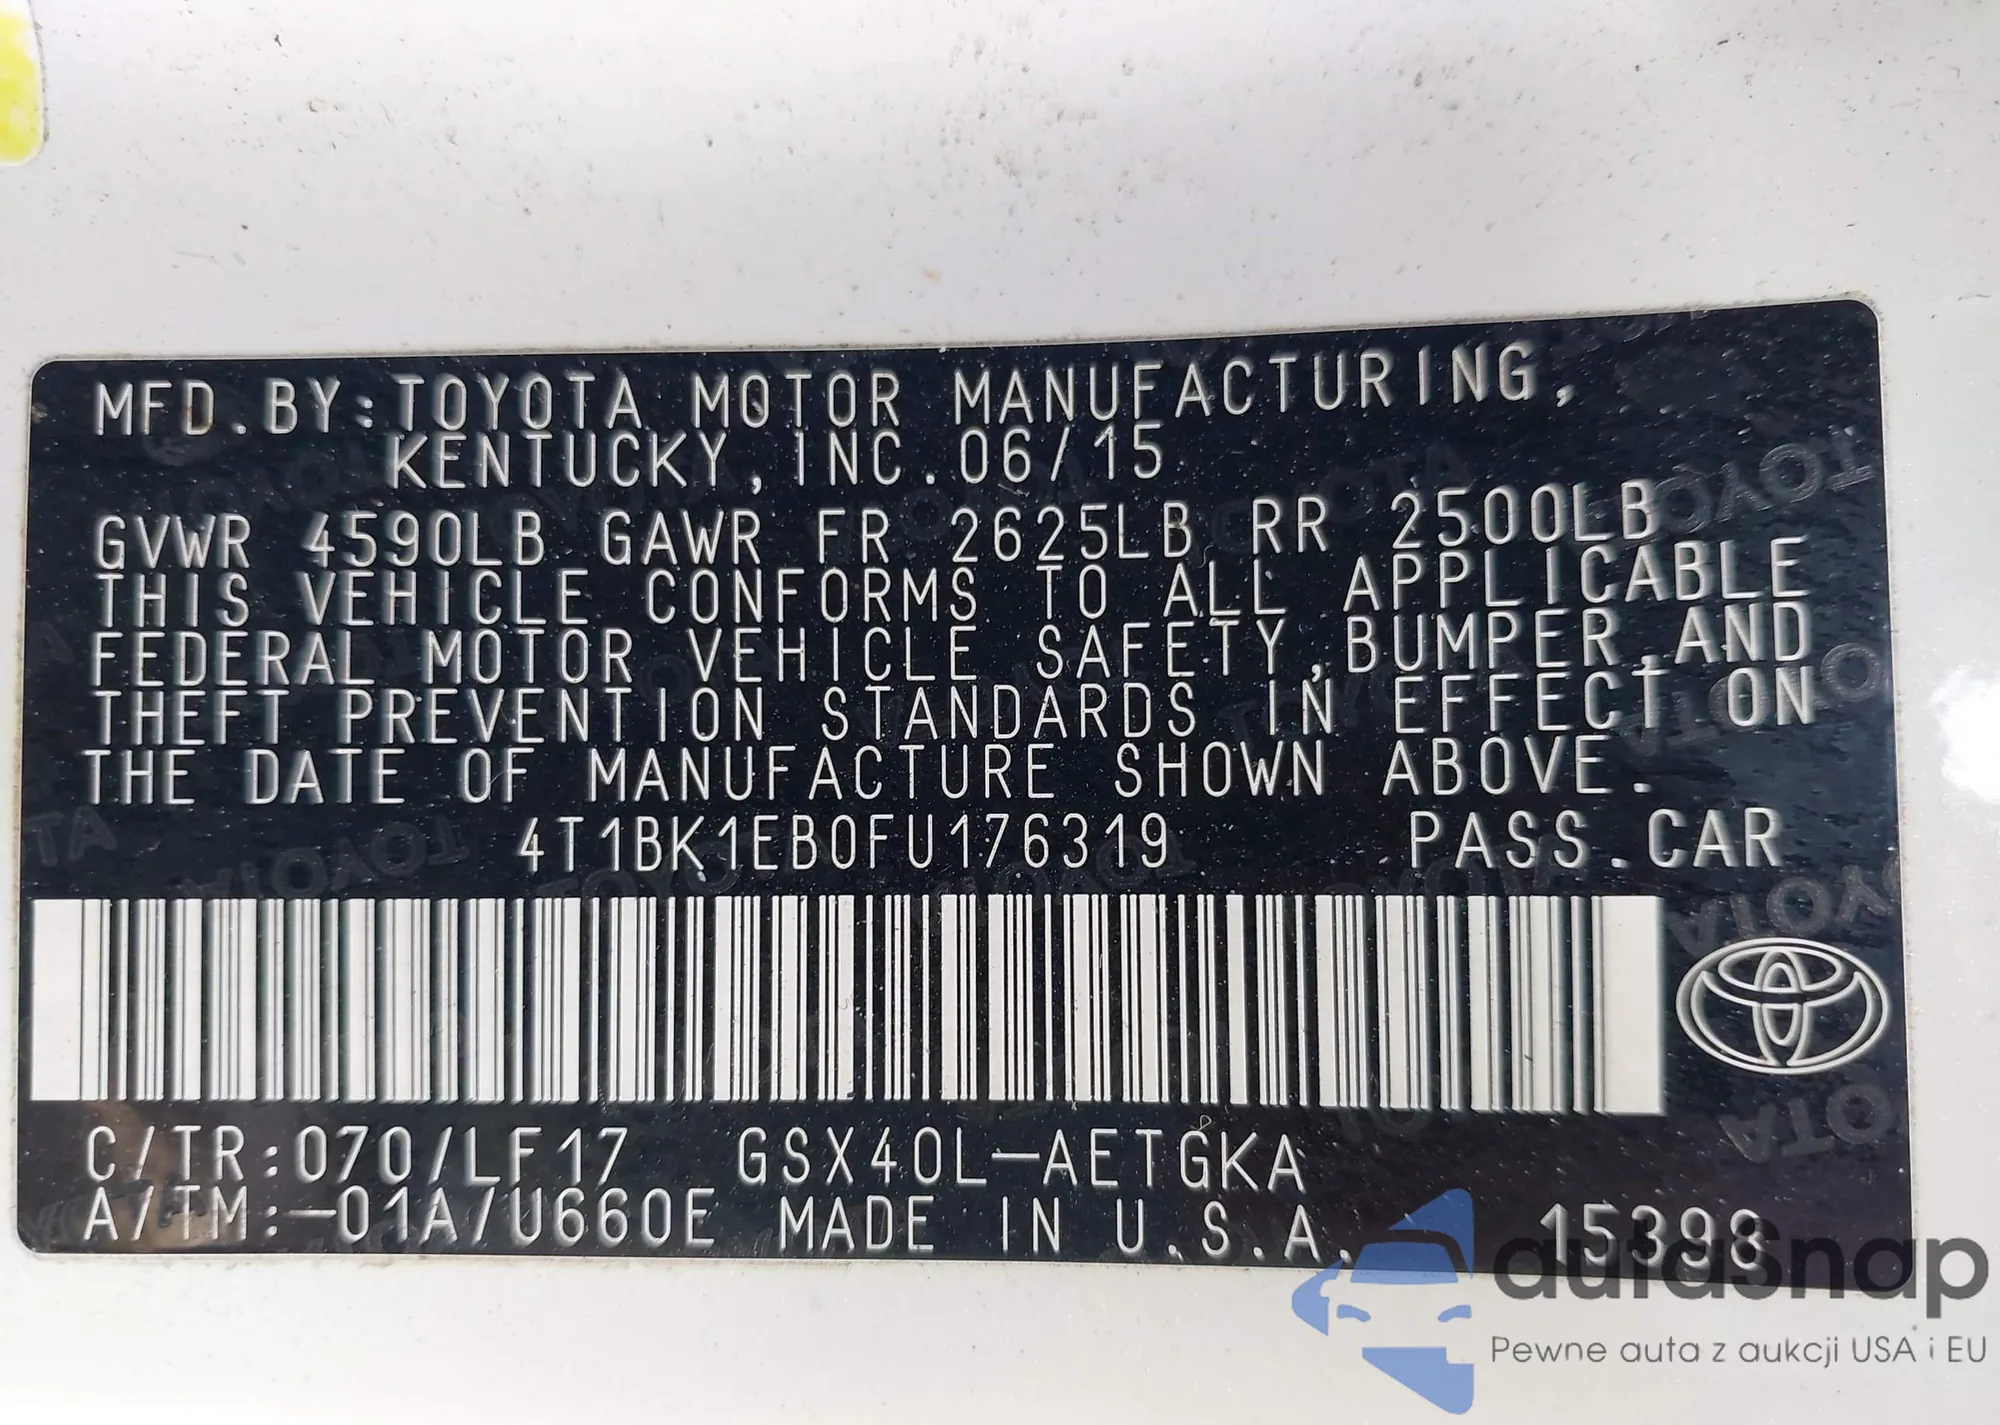 MFD.BY:TOYOTA MOTOR MANUFACTURING,
KENTUCKY,INC.06/15
GVWR 4590LB GAWR FR 2625LB RR 2500LB
THIS VEHICLE CONFORMS TO ALL APPLICABLE
FEDERAL MOTOR VEHICLE SAFETY,BUMPER,AND
THEFT PREVENTION STANDARDS IN EFFECT ON
THE DATE OF MANUFACTURE SHOWN ABOVE.
4T1BK1EB0FU176319 PASS.CAR
C/TR:070/LF17 GSX40L-AETGKA
A/TM:-01A/U660E MADE IN U.S.A. 15398
autasnap
Pewne auta z aukcji USA i EU